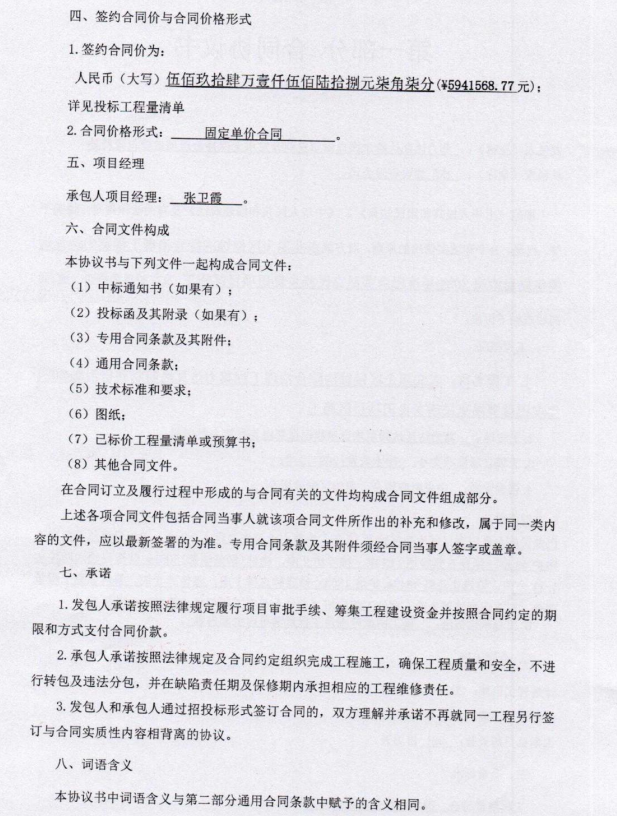 四、签约合同价与合同价格形式
1.签约合同价为：
人民币（大写）伍佰玖拾肆万壹仟伍佰陆拾捌元柒角柒分(¥5941568.77元)；
详见投标工程量清单
2.合同价格形式：固定单价合同。
五、项目经理
承包人项目经理：张卫霞。
六、合同文件构成
本协议书与下列文件一起构成合同文件：
（1）中标通知书（如果有）；
（2）投标函及其附录（如果有）；
（3）专用合同条款及其附件；
（4）通用合同条款；
（5）技术标准和要求；
（6）图纸；
（7）已标价工程量清单或预算书；
（8）其他合同文件。
在合同订立及履行过程中形成的与合同有关的文件均构成合同文件组成部分。
上述各项合同文件包括合同当事人就该项合同文件所作出的补充和修改，属于同一类内
容的文件，应以最新签署的为准。专用合同条款及其附件须经合同当事人签字或盖章。
七、承诺
1.发包人承诺按照法律规定履行项目审批手续、筹集工程建设资金并按照合同约定的期
限和方式支付合同价款。
2.承包人承诺按照法律规定及合同约定组织完成工程施工，确保工程质量和安全，不进
行转包及违法分包，并在缺陷责任期及保修期内承担相应的工程维修责任。
3.发包人和承包人通过招投标形式签订合同的，双方理解并承诺不再就同一工程另行签
订与合同实质性内容相背离的协议。
八、词语含义
本协议书中词语含义与第二部分通用合同条款中赋予的含义相同。